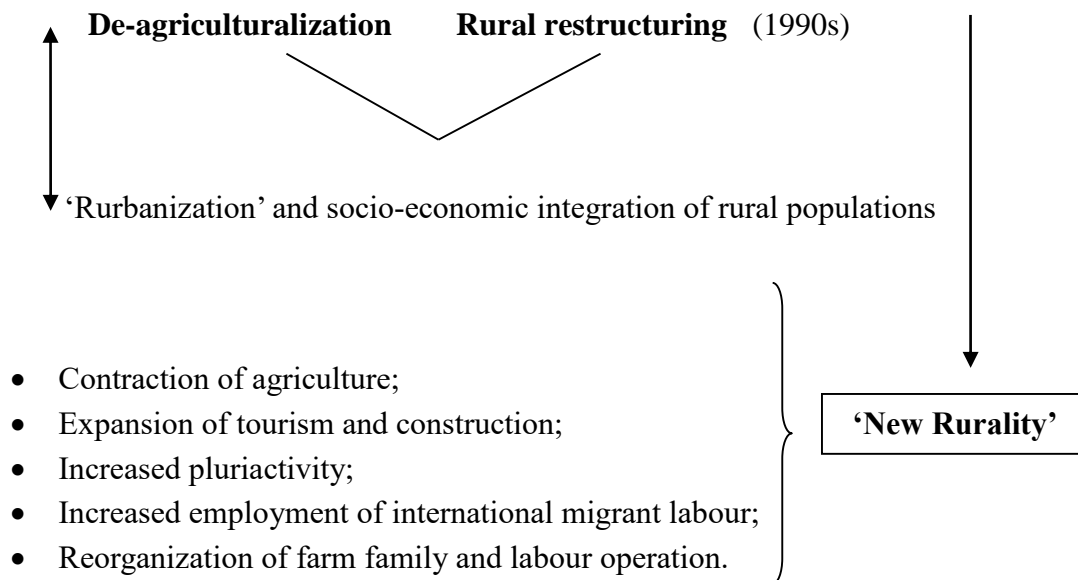 De-agriculturalization Rural restructuring (1990s)
‘Rurbanization’ and socio-economic integration of rural populations
• Contraction of agriculture;
• Expansion of tourism and construction;
• Increased pluriactivity;
• Increased employment of international migrant labour;
• Reorganization of farm family and labour operation.
‘New Rurality’